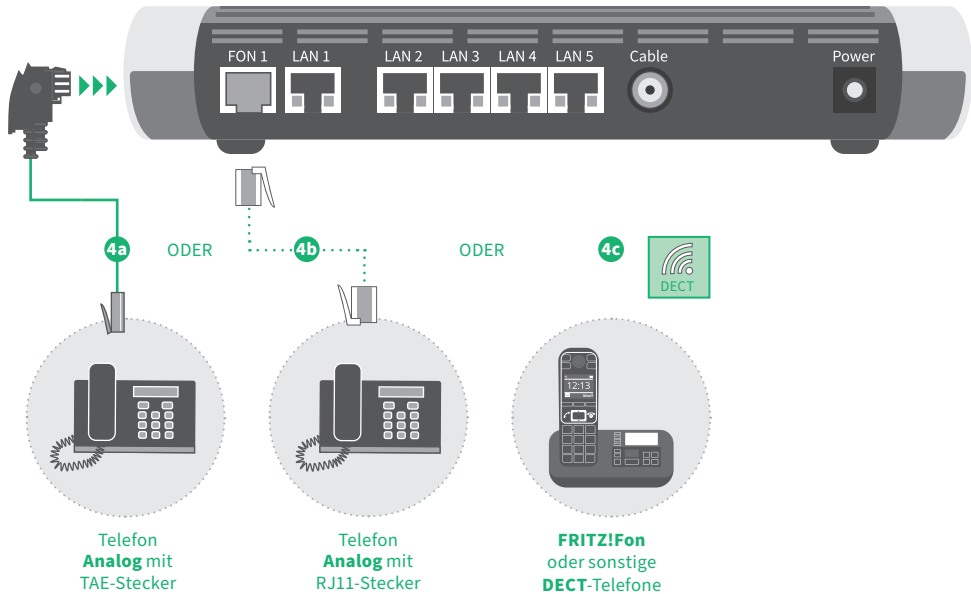 FON 1 LAN 1 LAN 2 LAN 3 LAN 4 LAN 5 Cable Power
4a ODER 4b ODER 4c
DECT
12:13
Telefon
Analog mit
TAE-Stecker
Telefon
Analog mit
RJ11-Stecker
FRITZ!Fon
oder sonstige
DECT-Telefone